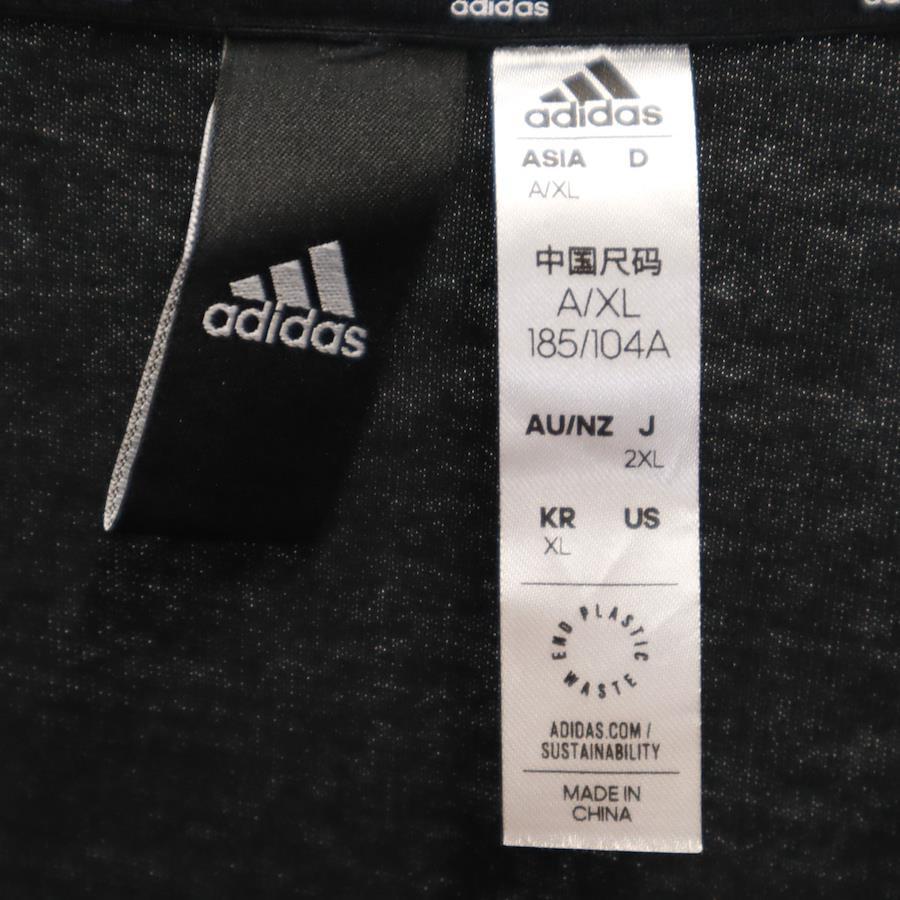 adidas
adidas
adidas
ASIA D
A/XL
中国尺码
A/XL
185/104A
AU/NZ J
2XL
KR US
XL
END PLASTIC WASTE
ADIDAS.COM /
SUSTAINABILITY
MADE IN
CHINA